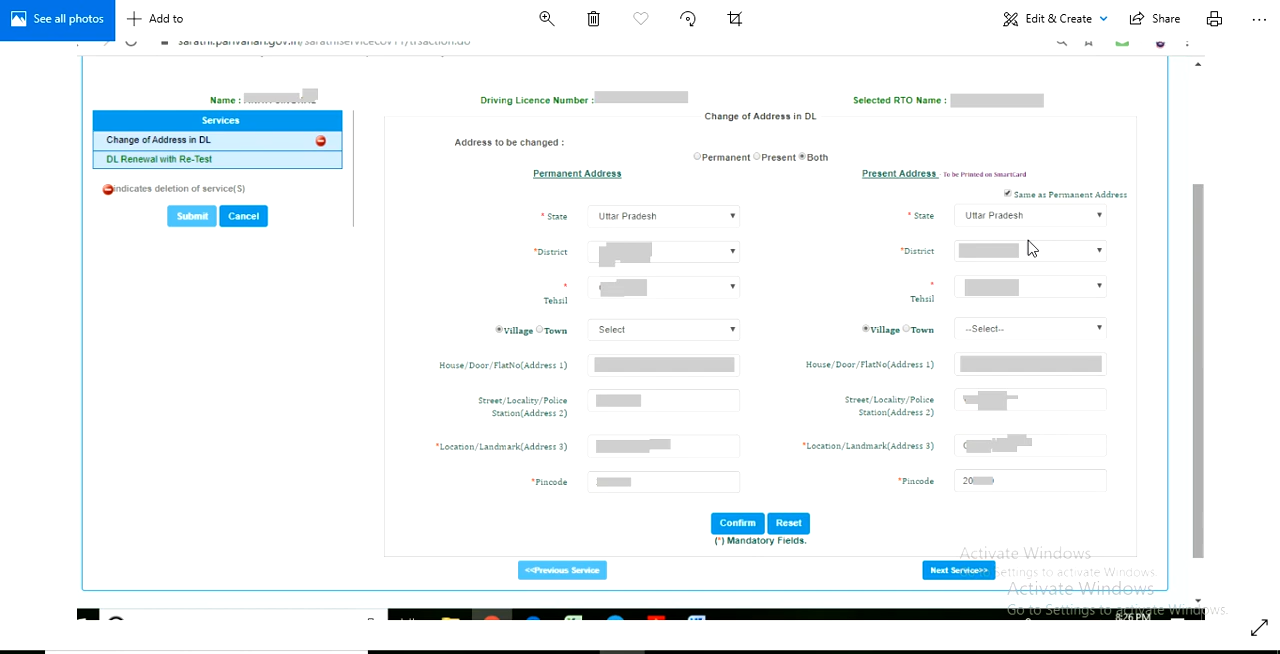 See all photos
Add to
Edit & Create
Share
Name :
Driving Licence Number :
Selected RTO Name :
Services
Change of Address in DL
DL Renewal with Re-Test
indicates deletion of service(S)
Submit Cancel
Change of Address in DL
Address to be changed :
Permanent Present Both
Permanent Address
Present Address - To be Printed on SmartCard
Same as Permanent Address
* State Uttar Pradesh
* State Uttar Pradesh
*District
*District
* Tehsil
* Tehsil
Village Town Select
Village Town --Select--
House/Door/FlatNo(Address 1)
House/Door/FlatNo(Address 1)
Street/Locality/Police
Station(Address 2)
Street/Locality/Police
Station(Address 2)
*Location/Landmark(Address 3)
*Location/Landmark(Address 3)
*Pincode
*Pincode 20
Confirm Reset
(*) Mandatory Fields.
<<Previous Service
Next Service>>
Activate Windows
Settings to activate Windows.
Activate Windows
Go to Settings to activate Windows.
8:26 PM